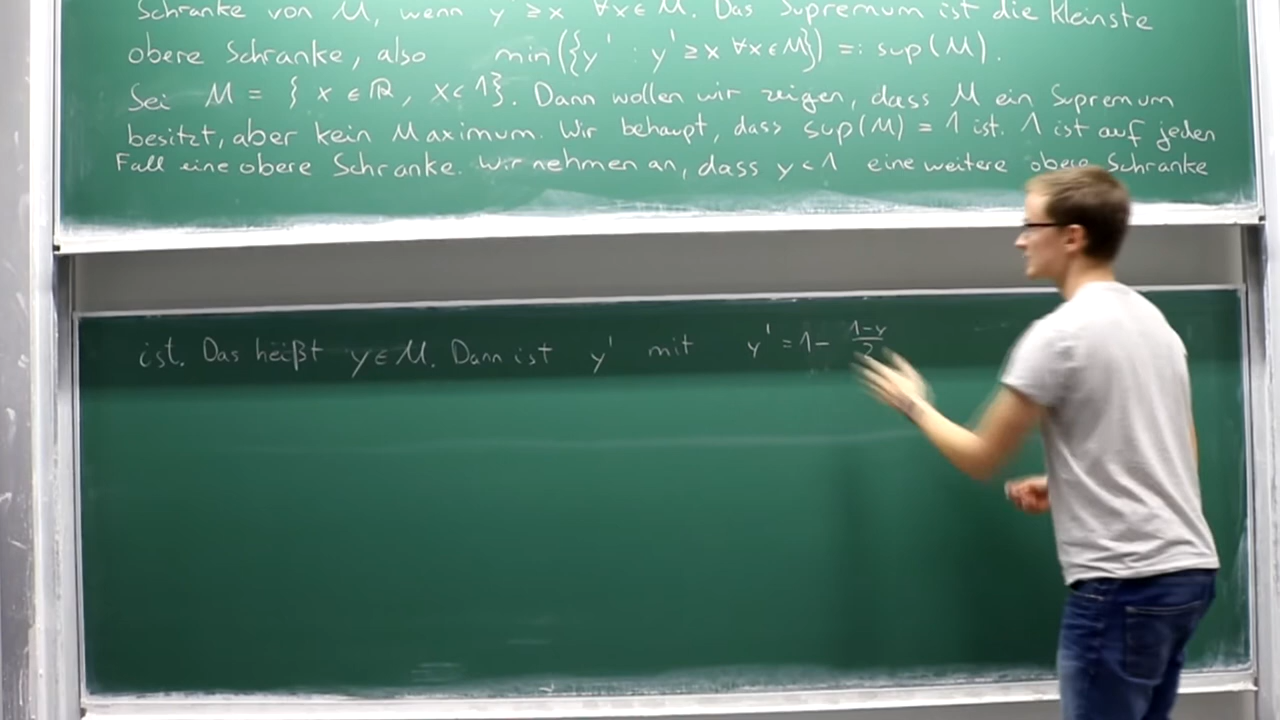 Schranke von M, wenn y ≥ x ∀x∈M. Das Supremum ist die Kleinste
obere Schranke, also min({y' : y' ≥ x ∀x∈M}) =: sup(M).
Sei M = { x ∈ ℝ, x < 1}. Dann wollen wir zeigen, dass M ein Supremum
besitzt, aber kein Maximum. Wir behaupt, dass sup(M) = 1 ist. 1 ist auf jeden
Fall eine obere Schranke. Wir nehmen an, dass y < 1 eine weitere obere Schranke
ist. Das heißt y ∈ M. Dann ist y' mit y' = 1 - (1-y)/2